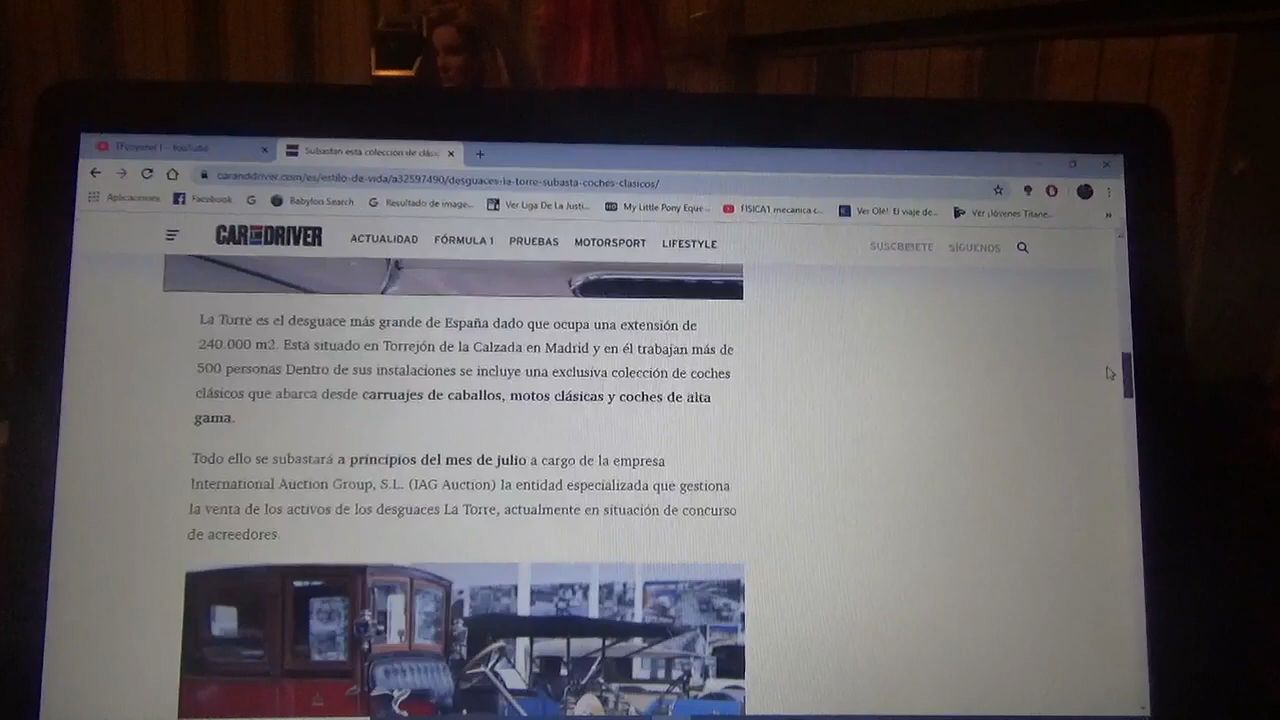 YouTube
Subastan esta colección de clásic
caranddriver.com/es/estilo-de-vida/a32597490/desguaces-la-torre-subasta-coches-clasicos/
Aplicaciones
Facebook
Babylon Search
Resultado de image...
Ver Liga De La Justi...
My Little Pony Eque...
FISICA1 mecanica c...
Ver Olé! El viaje de...
Ver ¡Jóvenes Titane...
»
CAR AND DRIVER
ACTUALIDAD
FÓRMULA 1
PRUEBAS
MOTORSPORT
LIFESTYLE
SUSCRÍBETE
SÍGUENOS
La Torre es el desguace más grande de España dado que ocupa una extensión de
240.000 m2. Está situado en Torrejón de la Calzada en Madrid y en él trabajan más de
500 personas Dentro de sus instalaciones se incluye una exclusiva colección de coches
clásicos que abarca desde carruajes de caballos, motos clásicas y coches de alta
gama.
Todo ello se subastará a principios del mes de julio a cargo de la empresa
International Auction Group, S.L. (IAG Auction) la entidad especializada que gestiona
la venta de los activos de los desguaces La Torre, actualmente en situación de concurso
de acreedores.